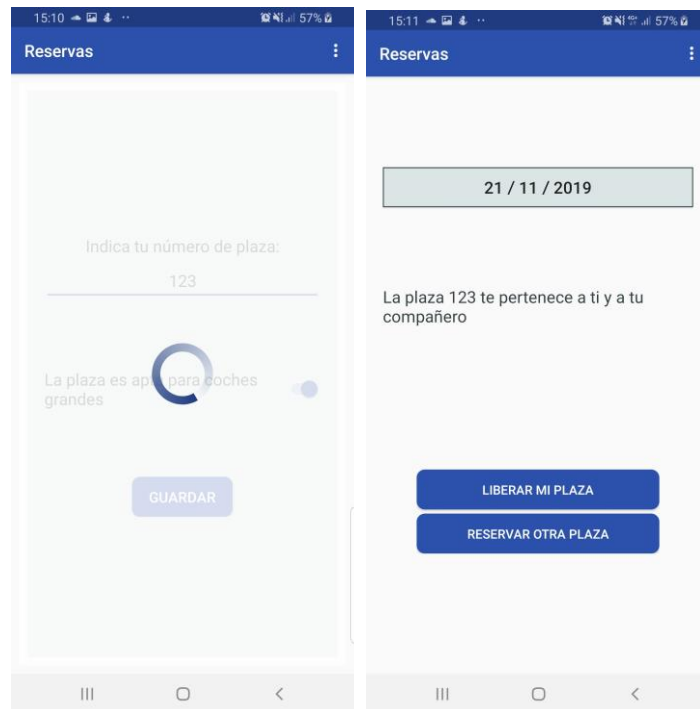 15:10
57%
Reservas
Indica tu número de plaza:
123
La plaza es apta para coches
grandes
GUARDAR
15:11
57%
Reservas
21 / 11 / 2019
La plaza 123 te pertenece a ti y a tu
compañero
LIBERAR MI PLAZA
RESERVAR OTRA PLAZA